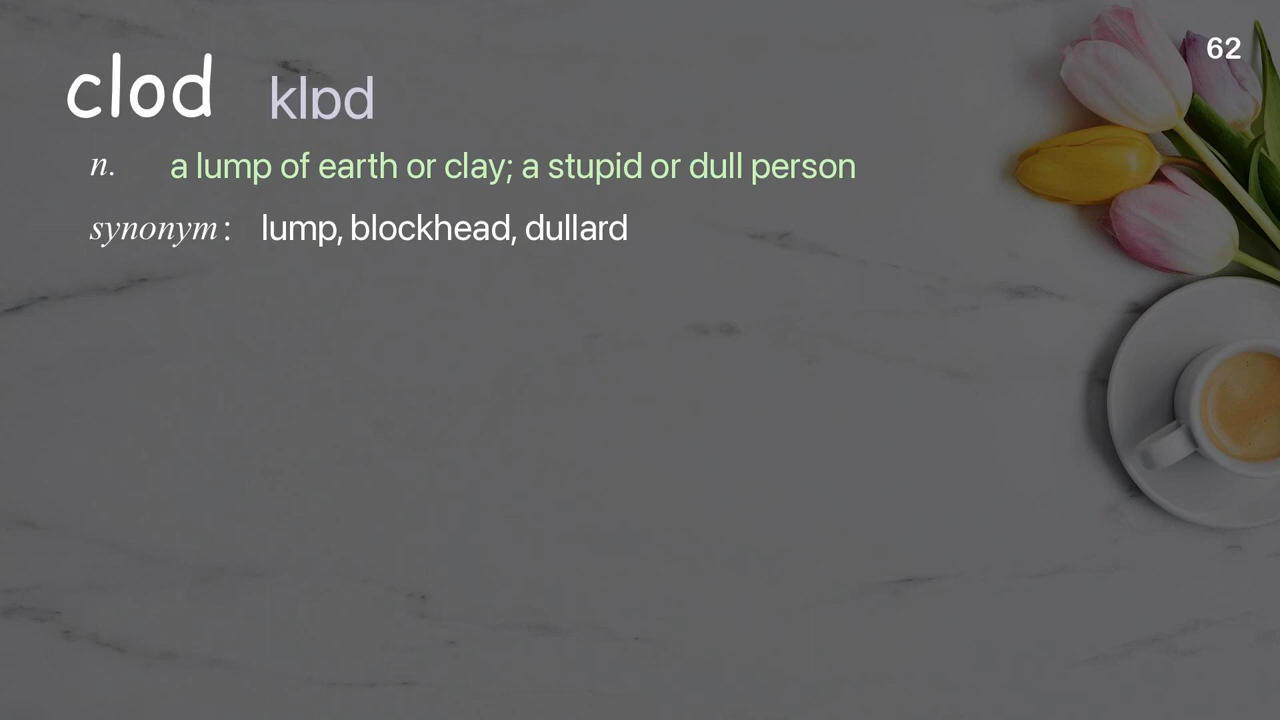 62
clod klɒd
n. a lump of earth or clay; a stupid or dull person
synonym: lump, blockhead, dullard